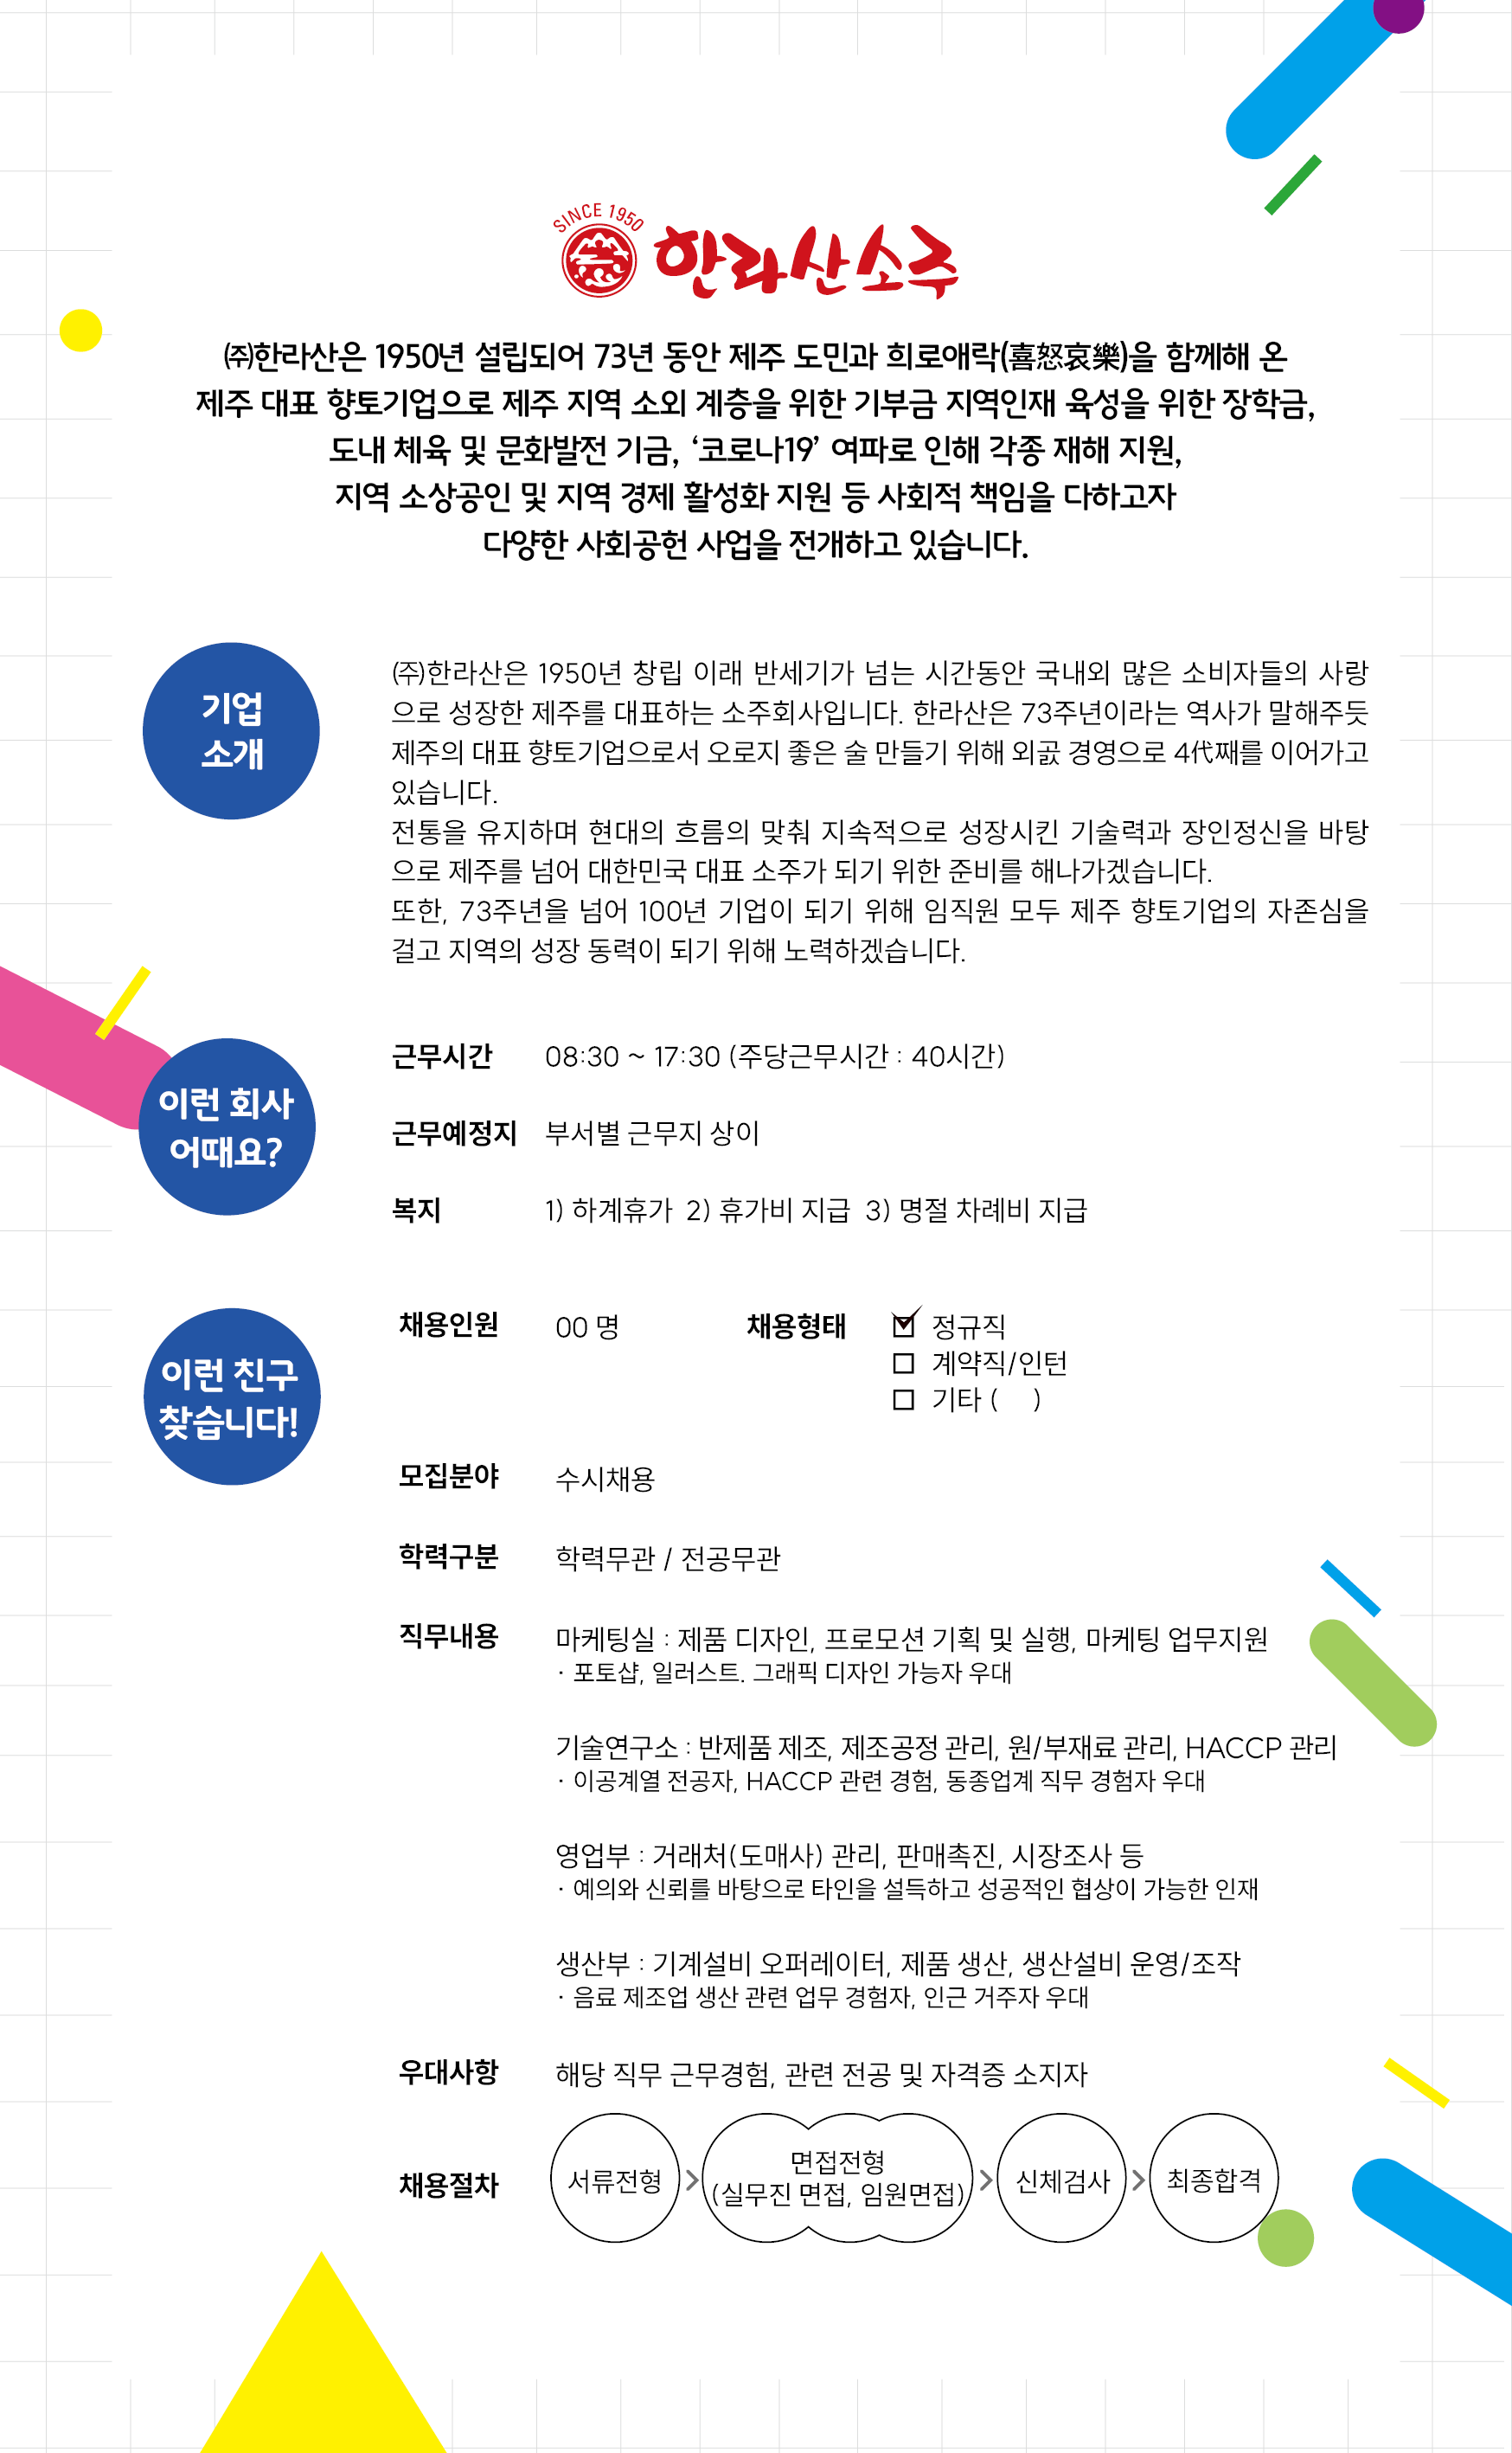 SINCE 1950
한라산소주
㈜한라산은 1950년 설립되어 73년 동안 제주 도민과 희로애락(喜怒哀樂)을 함께해 온
제주 대표 향토기업으로 제주 지역 소외 계층을 위한 기부금 지역인재 육성을 위한 장학금,
도내 체육 및 문화발전 기금, ‘코로나19’ 여파로 인해 각종 재해 지원,
지역 소상공인 및 지역 경제 활성화 지원 등 사회적 책임을 다하고자
다양한 사회공헌 사업을 전개하고 있습니다.
기업
소개
㈜한라산은 1950년 창립 이래 반세기가 넘는 시간동안 국내외 많은 소비자들의 사랑
으로 성장한 제주를 대표하는 소주회사입니다. 한라산은 73주년이라는 역사가 말해주듯
제주의 대표 향토기업으로서 오로지 좋은 술 만들기 위해 외곬 경영으로 4代째를 이어가고
있습니다.
전통을 유지하며 현대의 흐름의 맞춰 지속적으로 성장시킨 기술력과 장인정신을 바탕
으로 제주를 넘어 대한민국 대표 소주가 되기 위한 준비를 해나가겠습니다.
또한, 73주년을 넘어 100년 기업이 되기 위해 임직원 모두 제주 향토기업의 자존심을
걸고 지역의 성장 동력이 되기 위해 노력하겠습니다.
이런 회사
어때요?
근무시간 08:30 ~ 17:30 (주당근무시간 : 40시간)
근무예정지 부서별 근무지 상이
복지 1) 하계휴가 2) 휴가비 지급 3) 명절 차례비 지급
이런 친구
찾습니다!
채용인원 00 명 채용형태 ☑ 정규직
☐ 계약직/인턴
☐ 기타 ( )
모집분야 수시채용
학력구분 학력무관 / 전공무관
직무내용 마케팅실 : 제품 디자인, 프로모션 기획 및 실행, 마케팅 업무지원
· 포토샵, 일러스트. 그래픽 디자인 가능자 우대
기술연구소 : 반제품 제조, 제조공정 관리, 원/부재료 관리, HACCP 관리
· 이공계열 전공자, HACCP 관련 경험, 동종업계 직무 경험자 우대
영업부 : 거래처(도매사) 관리, 판매촉진, 시장조사 등
· 예의와 신뢰를 바탕으로 타인을 설득하고 성공적인 협상이 가능한 인재
생산부 : 기계설비 오퍼레이터, 제품 생산, 생산설비 운영/조작
· 음료 제조업 생산 관련 업무 경험자, 인근 거주자 우대
우대사항 해당 직무 근무경험, 관련 전공 및 자격증 소지자
채용절차 서류전형 > 면접전형 (실무진 면접, 임원면접) > 신체검사 > 최종합격